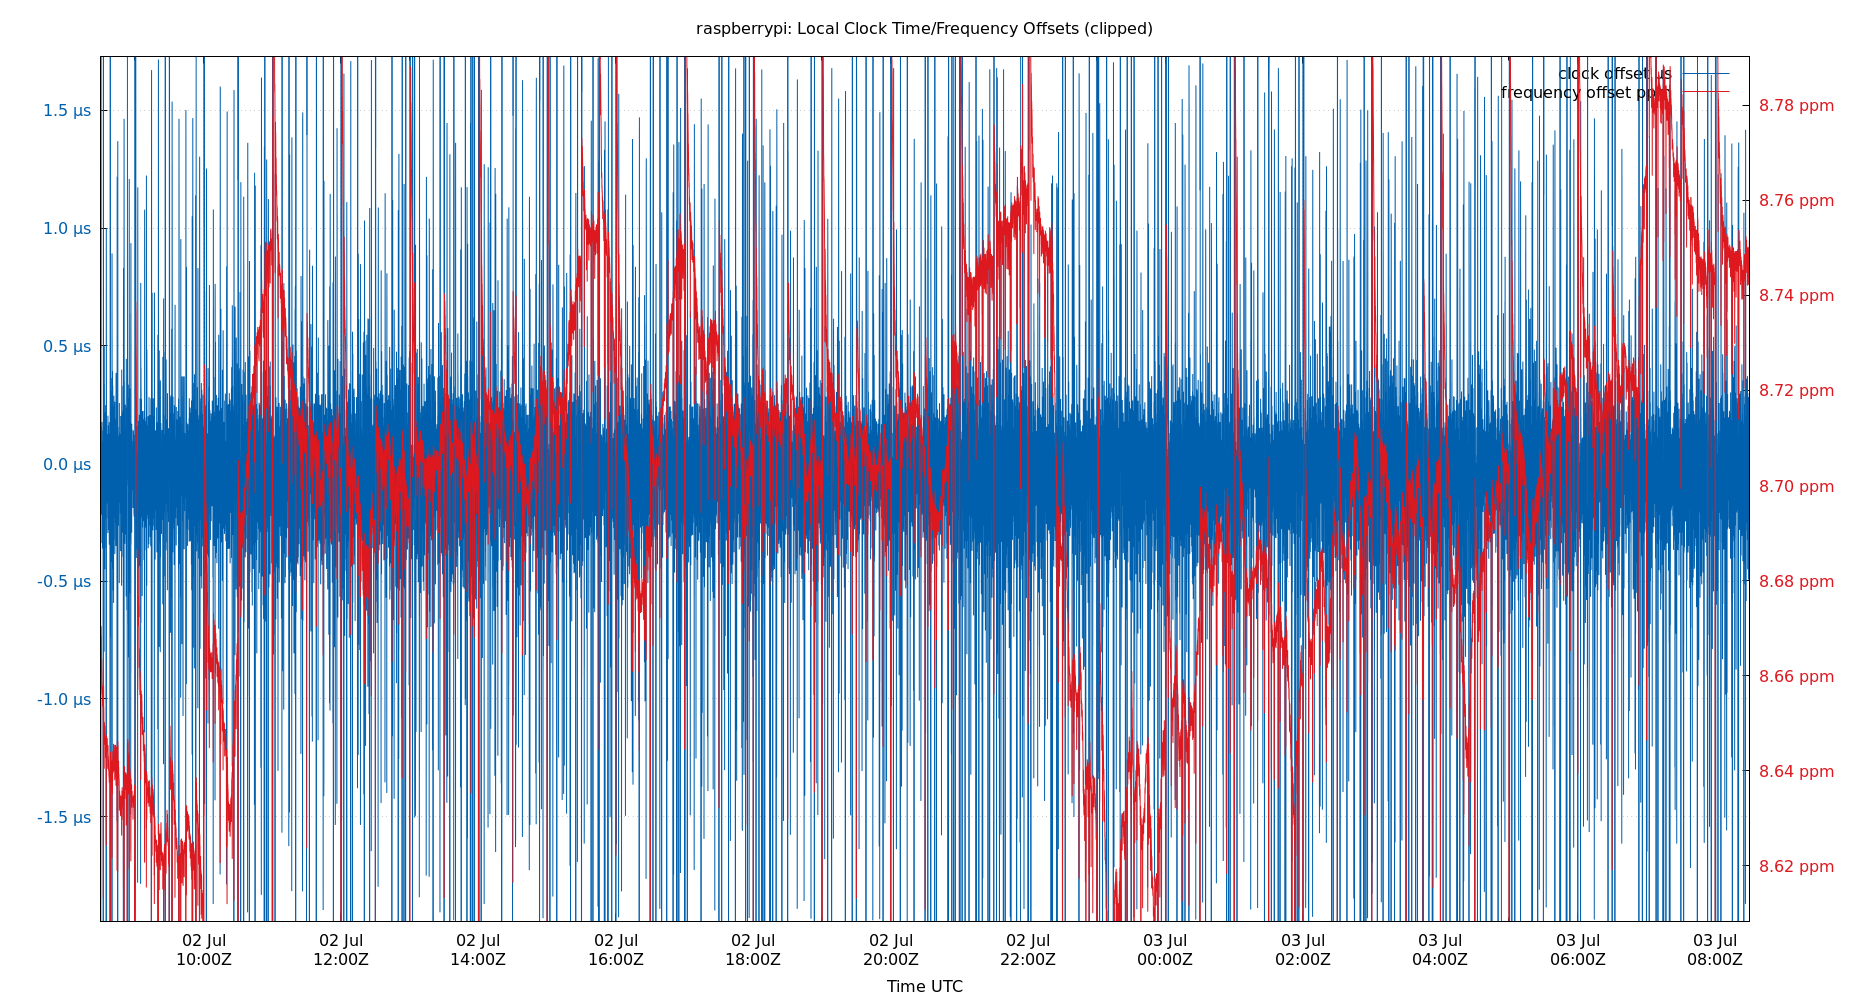 raspberrypi: Local Clock Time/Frequency Offsets (clipped)
clock offset µs
frequency offset ppm
1.5 µs
1.0 µs
0.5 µs
0.0 µs
-0.5 µs
-1.0 µs
-1.5 µs
8.78 ppm
8.76 ppm
8.74 ppm
8.72 ppm
8.70 ppm
8.68 ppm
8.66 ppm
8.64 ppm
8.62 ppm
02 Jul 02 Jul 02 Jul 02 Jul 02 Jul 02 Jul 02 Jul 03 Jul 03 Jul 03 Jul 03 Jul 03 Jul
10:00Z 12:00Z 14:00Z 16:00Z 18:00Z 20:00Z 22:00Z 00:00Z 02:00Z 04:00Z 06:00Z 08:00Z
Time UTC